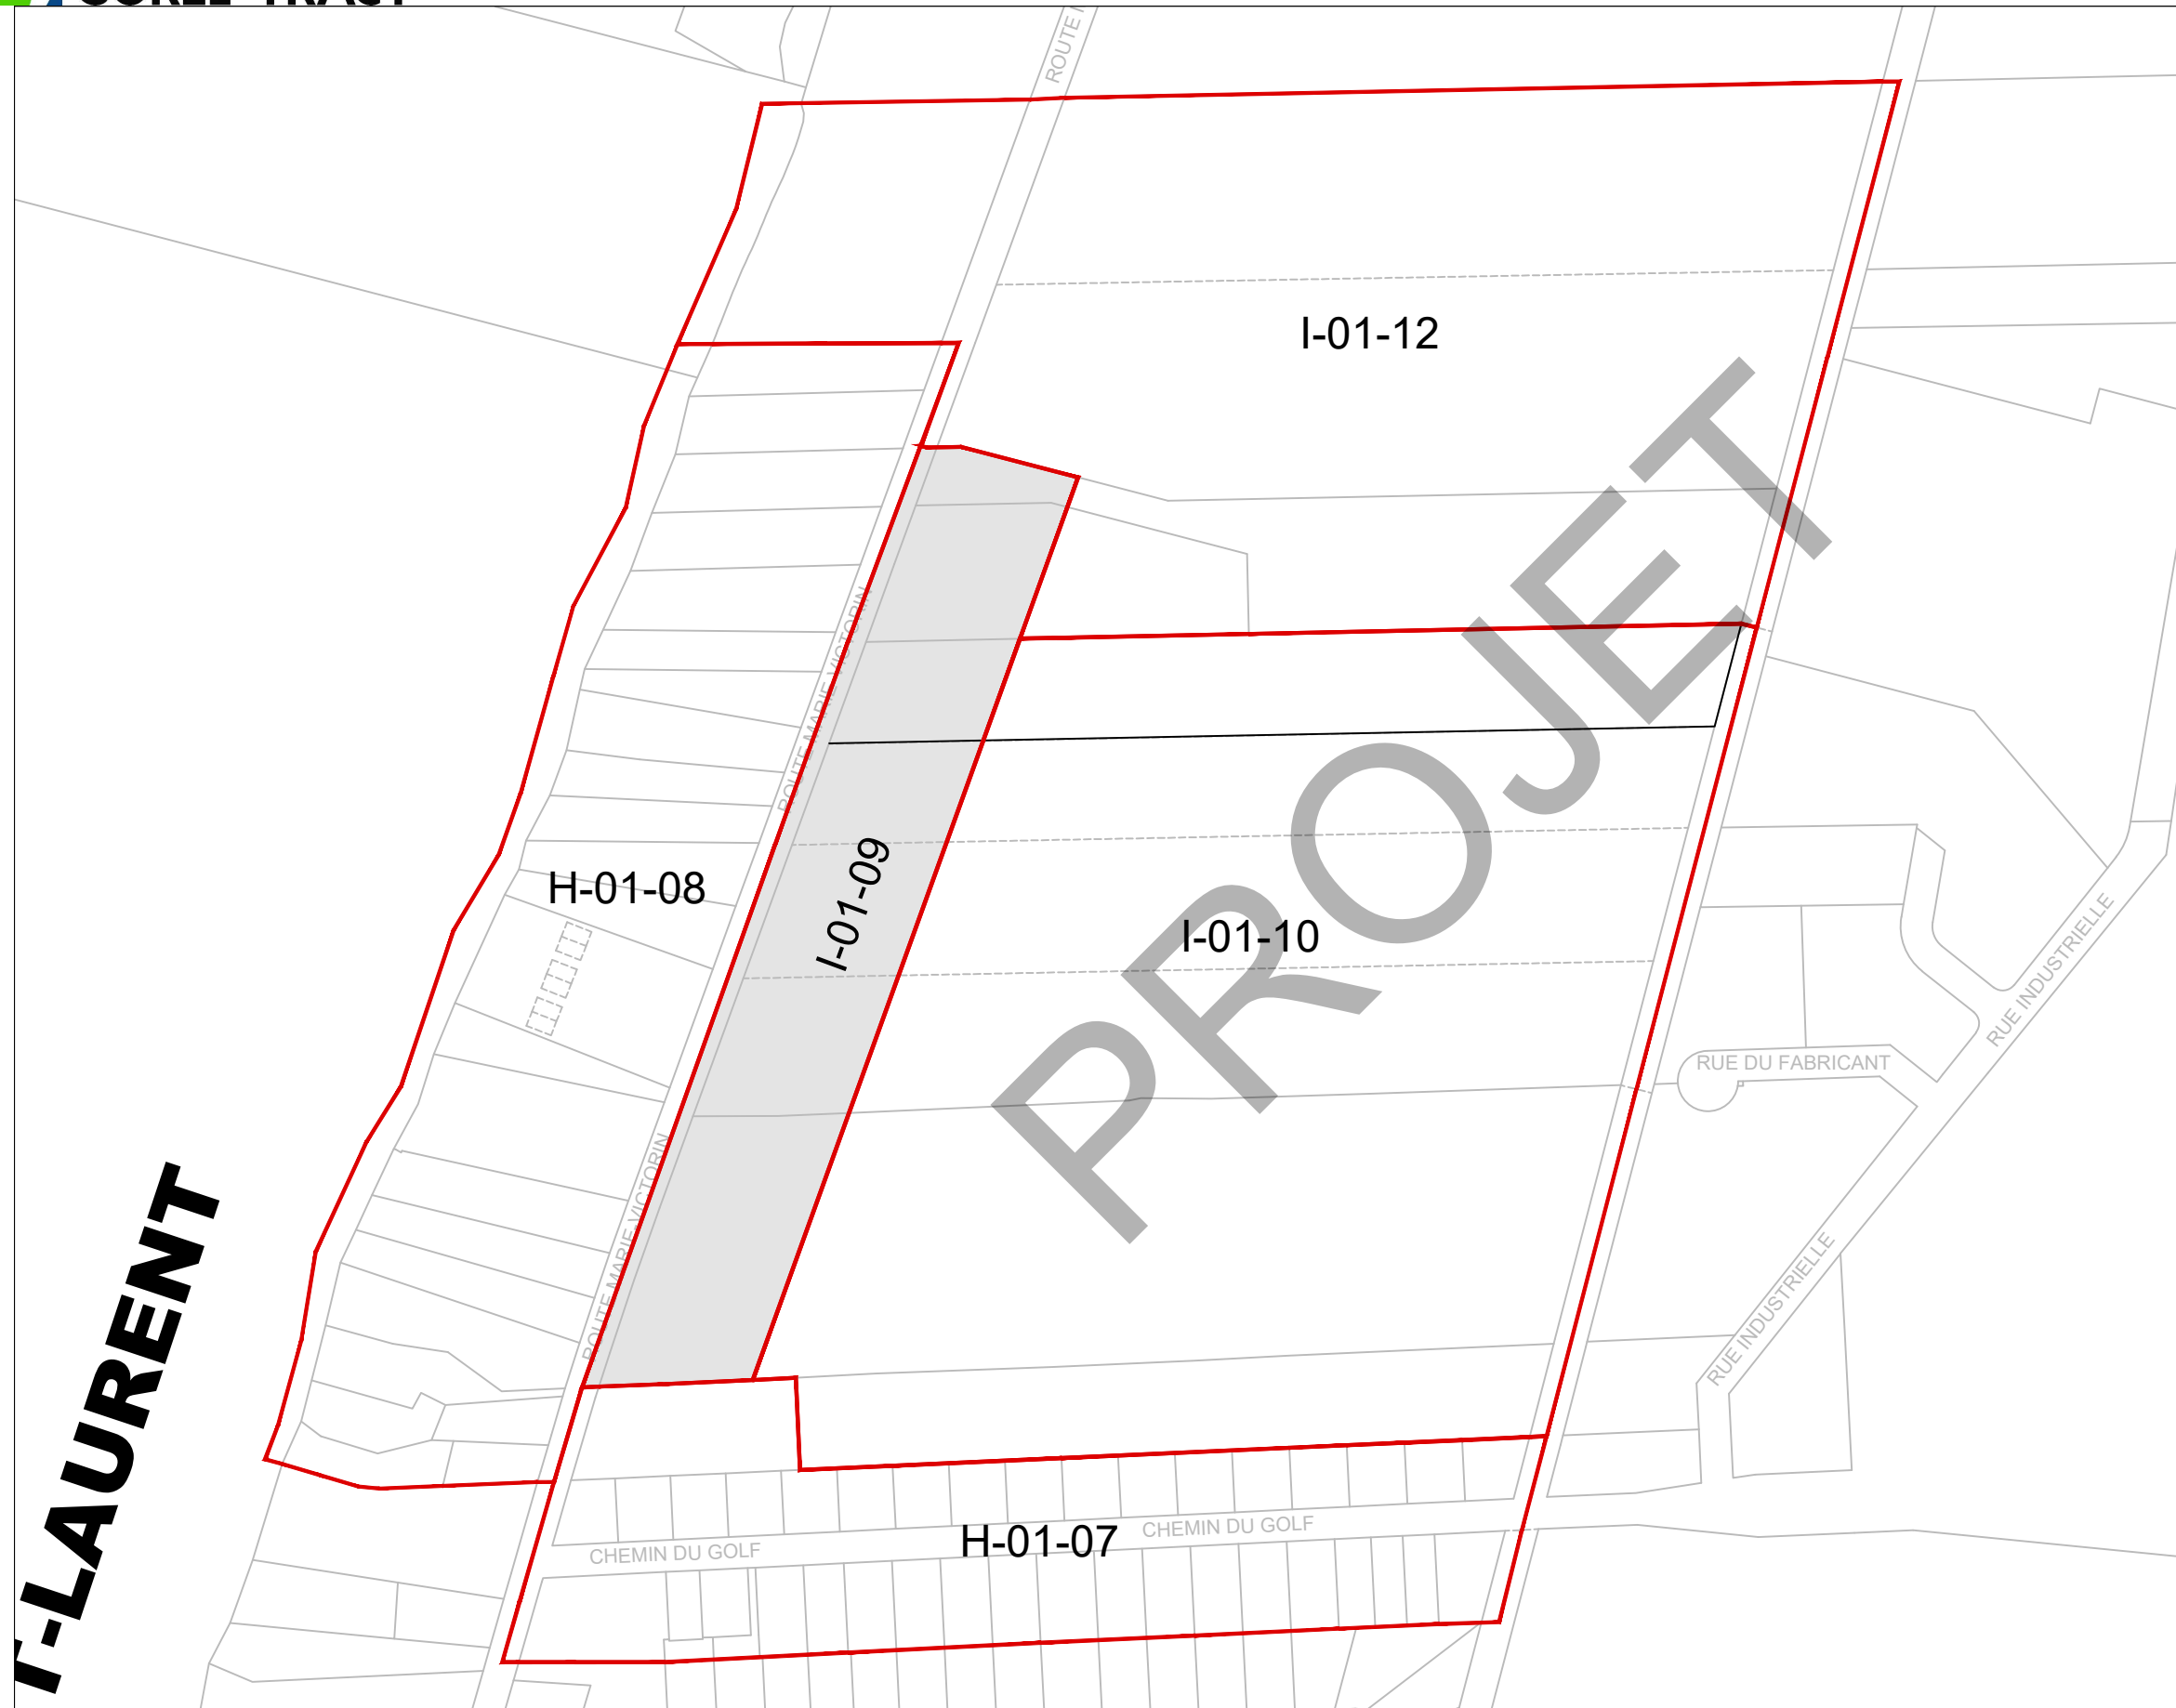 ROUTE
I-01-12
ROUTE MARIE-VICTORIN
H-01-08
I-01-09
I-01-10
PROJET
RUE INDUSTRIELLE
RUE DU FABRICANT
ROUTE MARIE-VICTORIN
RUE INDUSTRIELLE
T-LAURENT
CHEMIN DU GOLF
H-01-07
CHEMIN DU GOLF